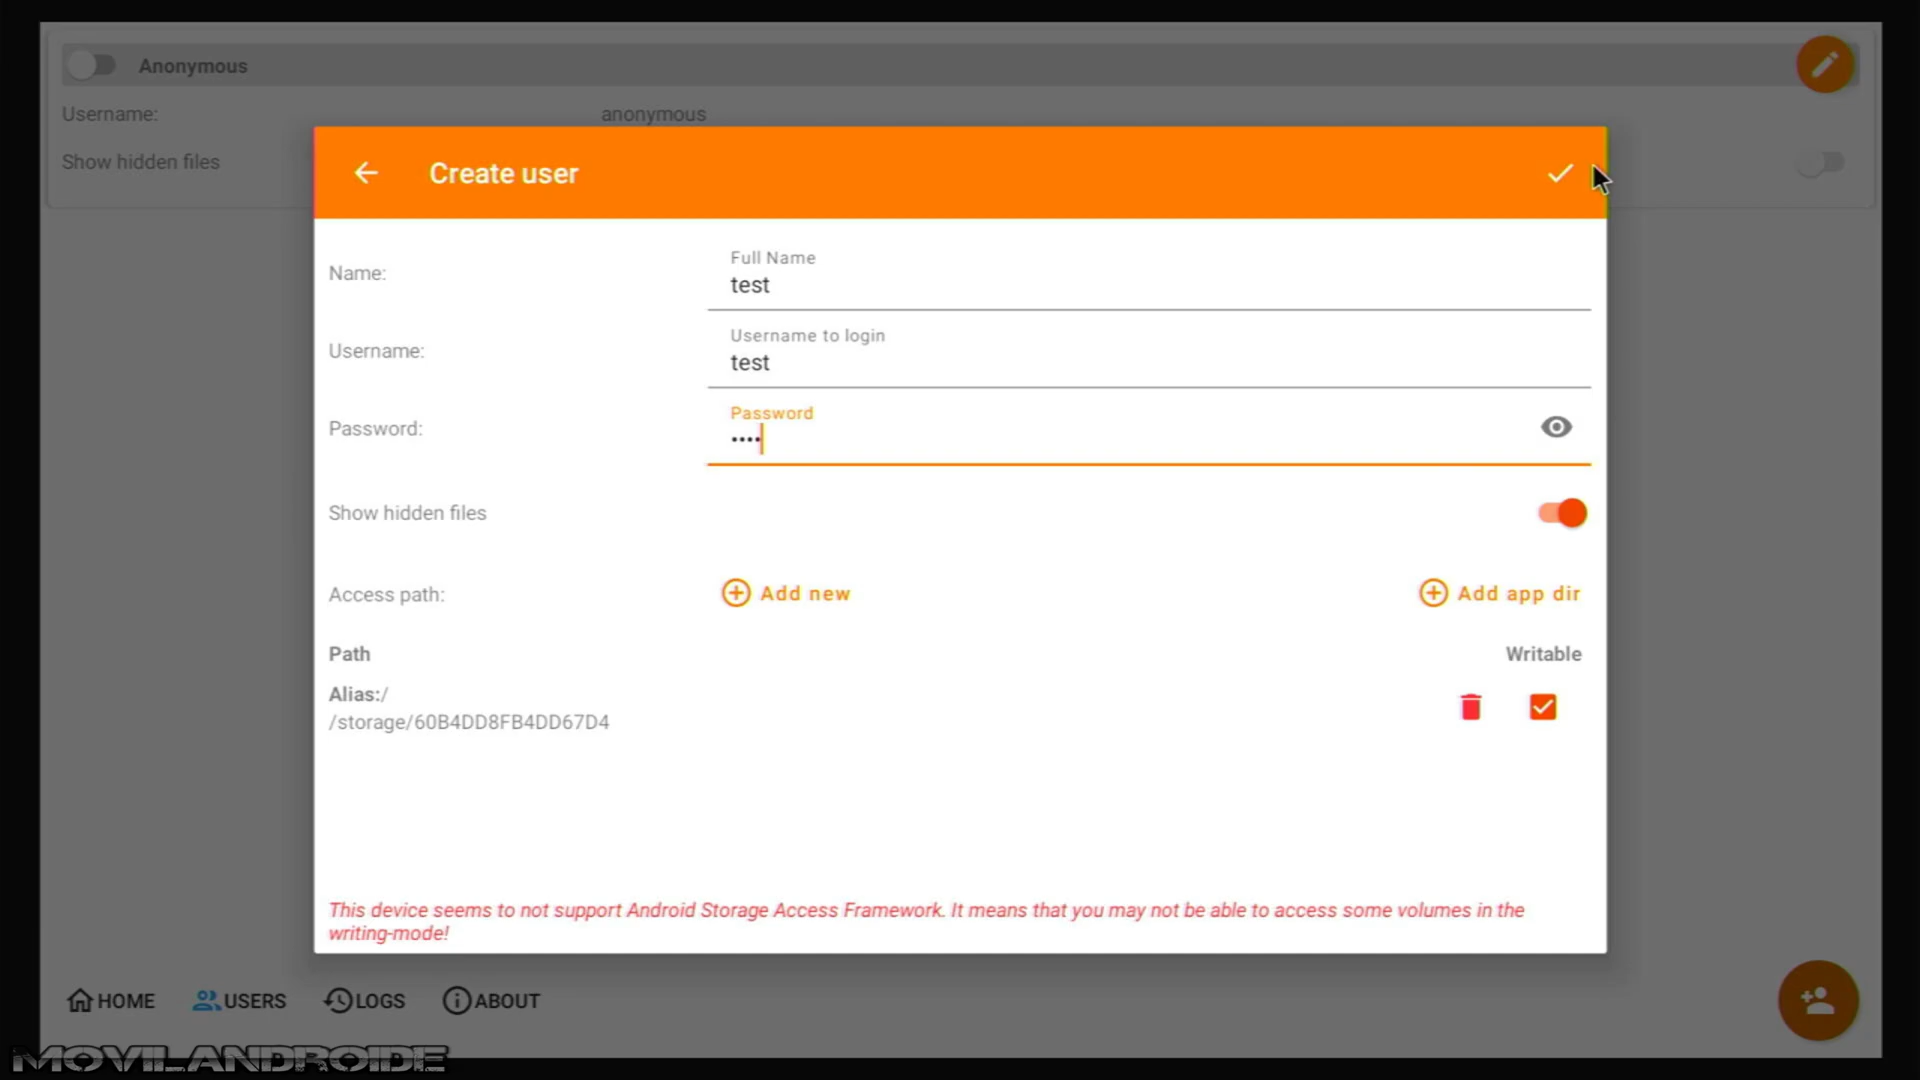 Anonymous
Username: anonymous
Show hidden files
Create user
Name:
Full Name
test
Username:
Username to login
test
Password:
Password
••••
Show hidden files
Access path:
Add new
Add app dir
Path Writable
Alias:/
/storage/60B4DD8FB4DD67D4
This device seems to not support Android Storage Access Framework. It means that you may not be able to access some volumes in the
writing-mode!
HOME USERS LOGS ABOUT
MOVILANDROIDE